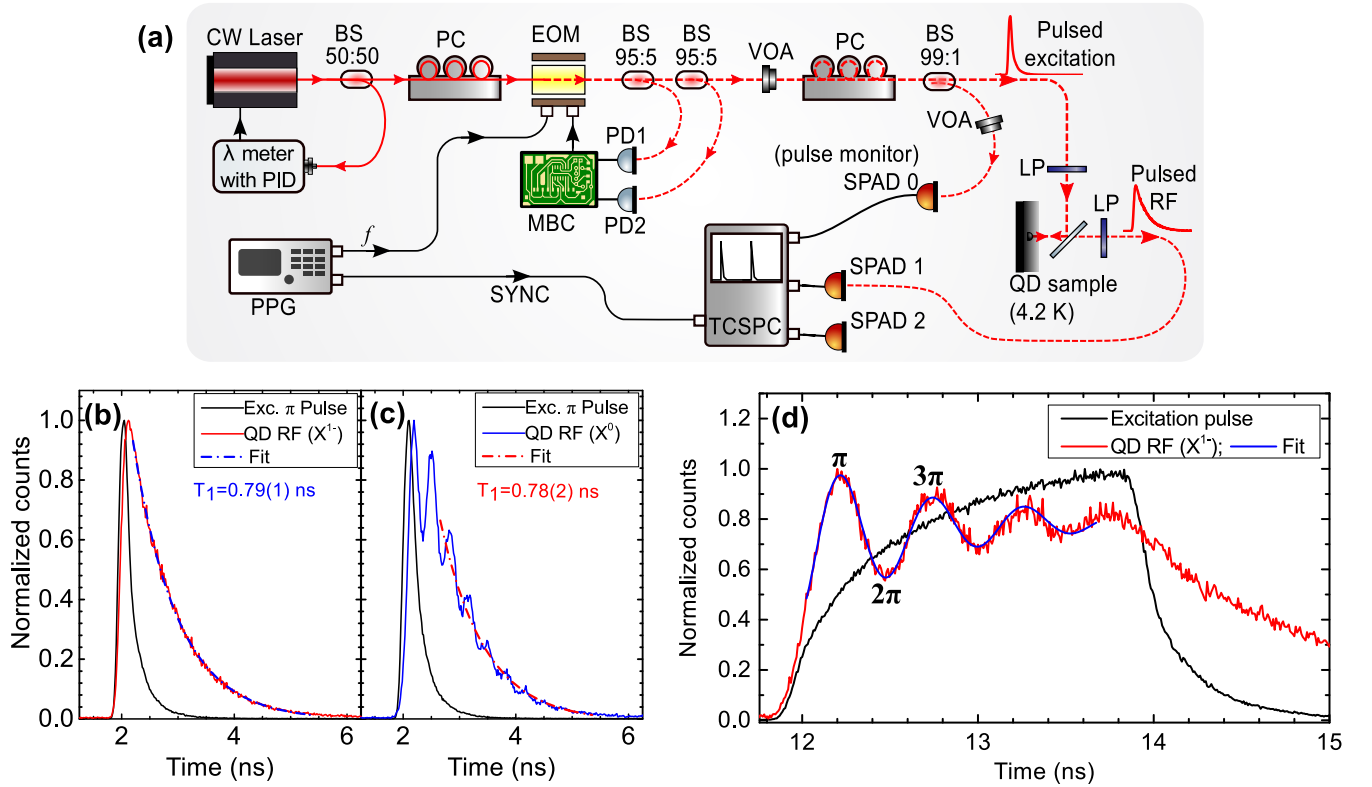 (a)
CW Laser
BS
50:50
PC
EOM
BS
95:5
BS
95:5
VOA
PC
BS
99:1
Pulsed
excitation
λ meter
with PID
MBC
PD1
PD2
VOA
(pulse monitor)
SPAD 0
LP
LP
Pulsed
RF
QD sample
(4.2 K)
PPG
f
SYNC
TCSPC
SPAD 1
SPAD 2
(b)
Exc. π Pulse
QD RF (X¹⁻)
Fit
T₁=0.79(1) ns
Normalized counts
1.0
0.8
0.6
0.4
0.2
0.0
2
4
6
Time (ns)
(c)
Exc. π Pulse
QD RF (X⁰)
Fit
T₁=0.78(2) ns
2
4
6
Time (ns)
(d)
Excitation pulse
QD RF (X¹⁻); Fit
π
3π
2π
Normalized counts
1.2
1.0
0.8
0.6
0.4
0.2
0.0
12
13
14
15
Time (ns)